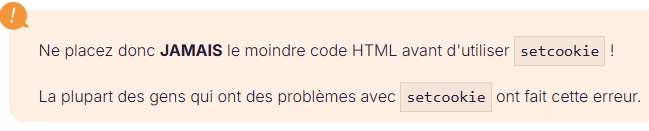 !
Ne placez donc JAMAIS le moindre code HTML avant d'utiliser setcookie !
La plupart des gens qui ont des problèmes avec setcookie ont fait cette erreur.